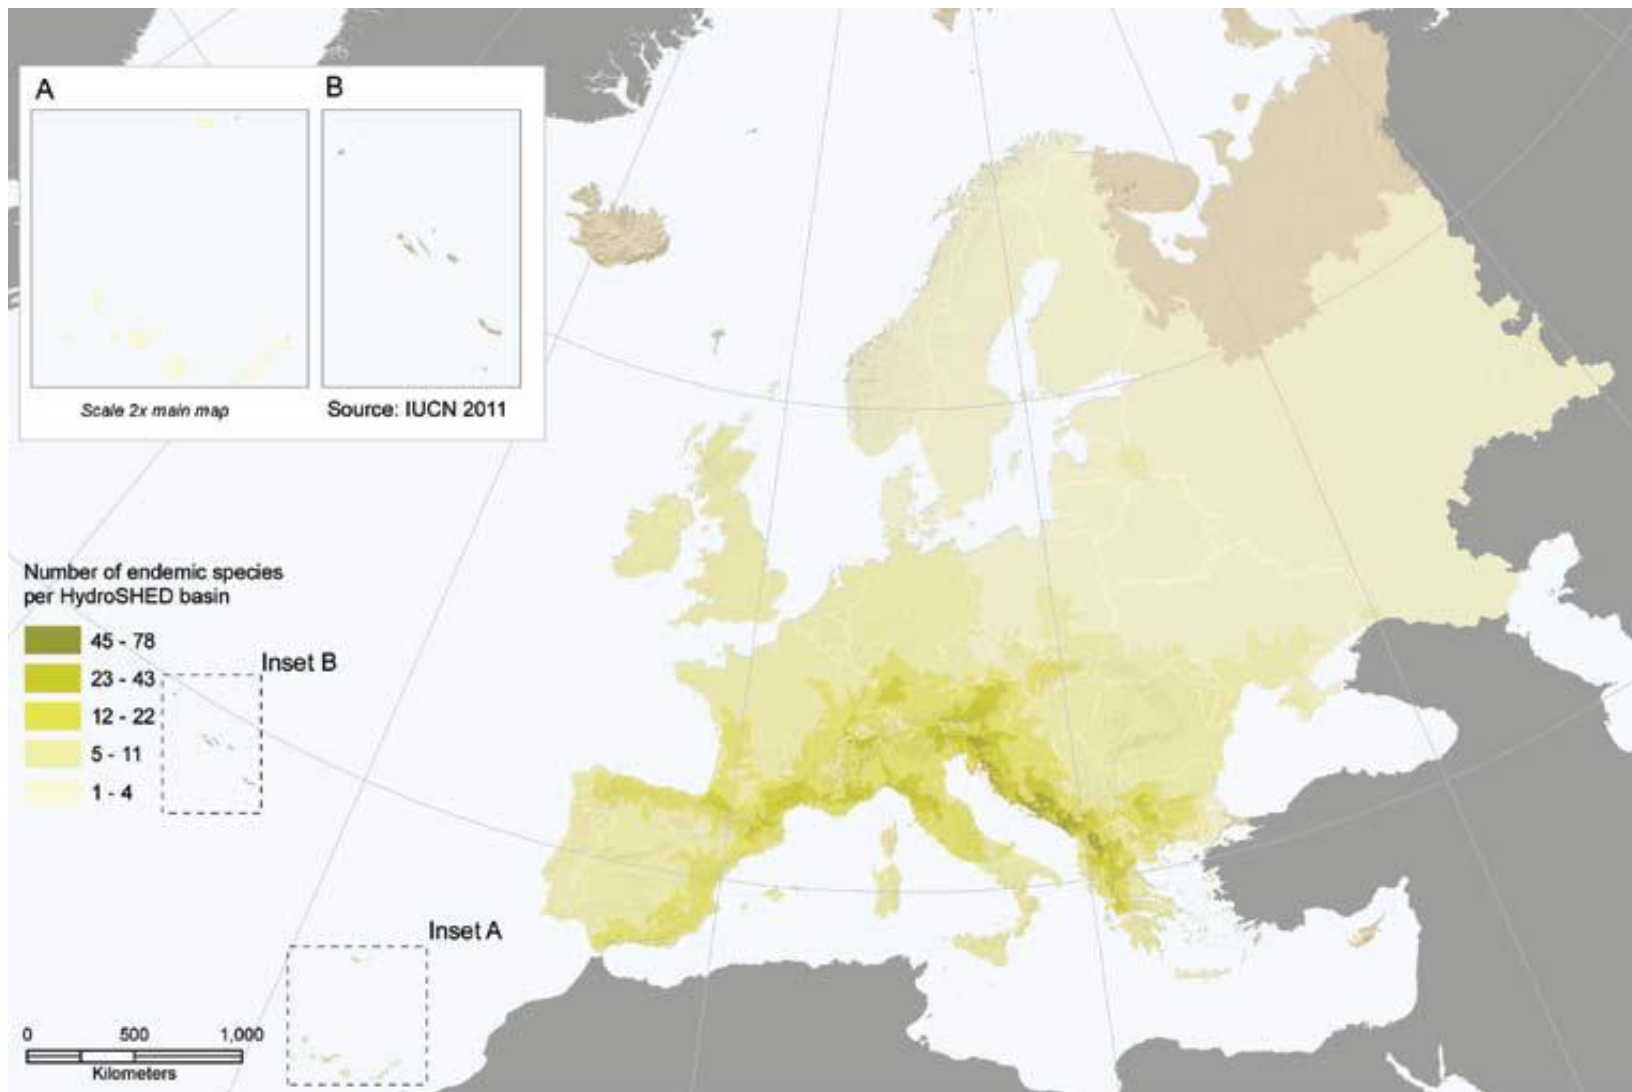 A
B
Scale 2x main map
Source: IUCN 2011
Number of endemic species
per HydroSHED basin
45 - 78
23 - 43
12 - 22
5 - 11
1 - 4
Inset B
Inset A
0 500 1,000
Kilometers